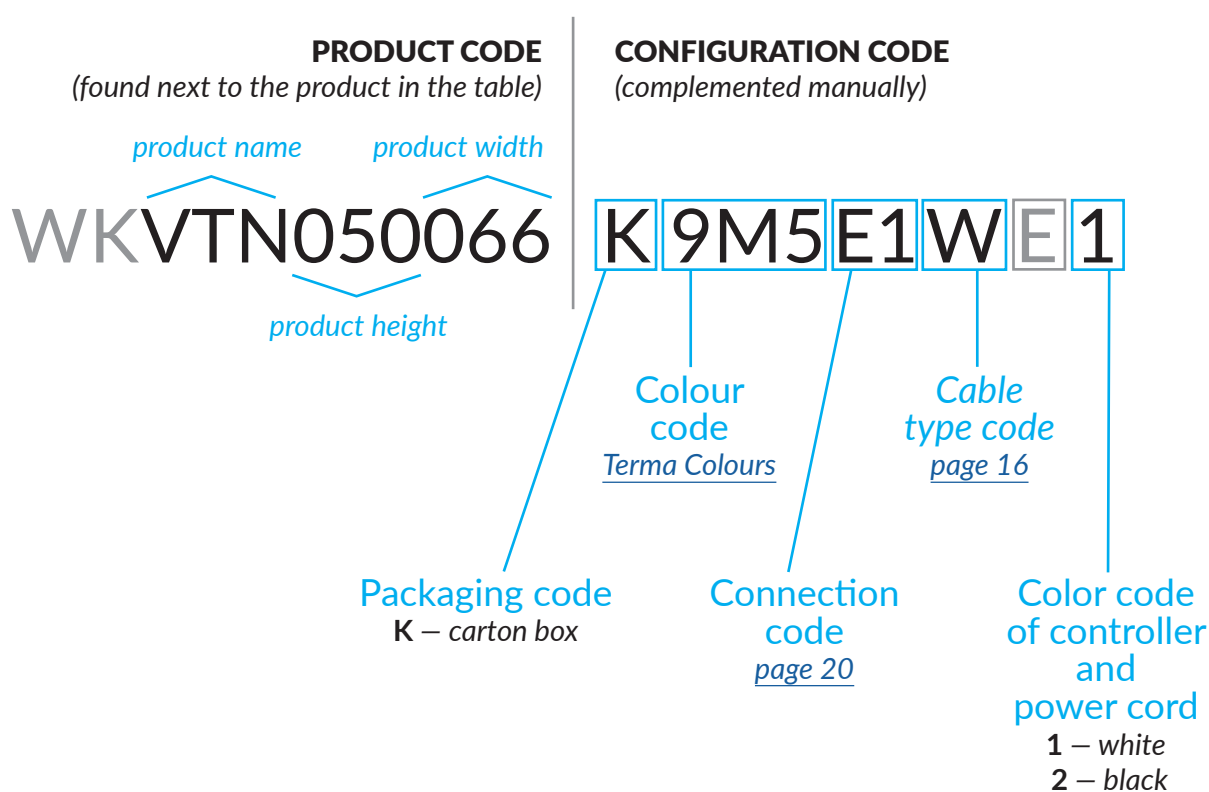 PRODUCT CODE
(found next to the product in the table)
CONFIGURATION CODE
(complemented manually)
product name
product width
WKVTN050066 K 9M5 E1 W E 1
product height
Colour
code
Terma Colours
Cable
type code
page 16
Packaging code
K – carton box
Connection
code
page 20
Color code
of controller
and
power cord
1 – white
2 – black